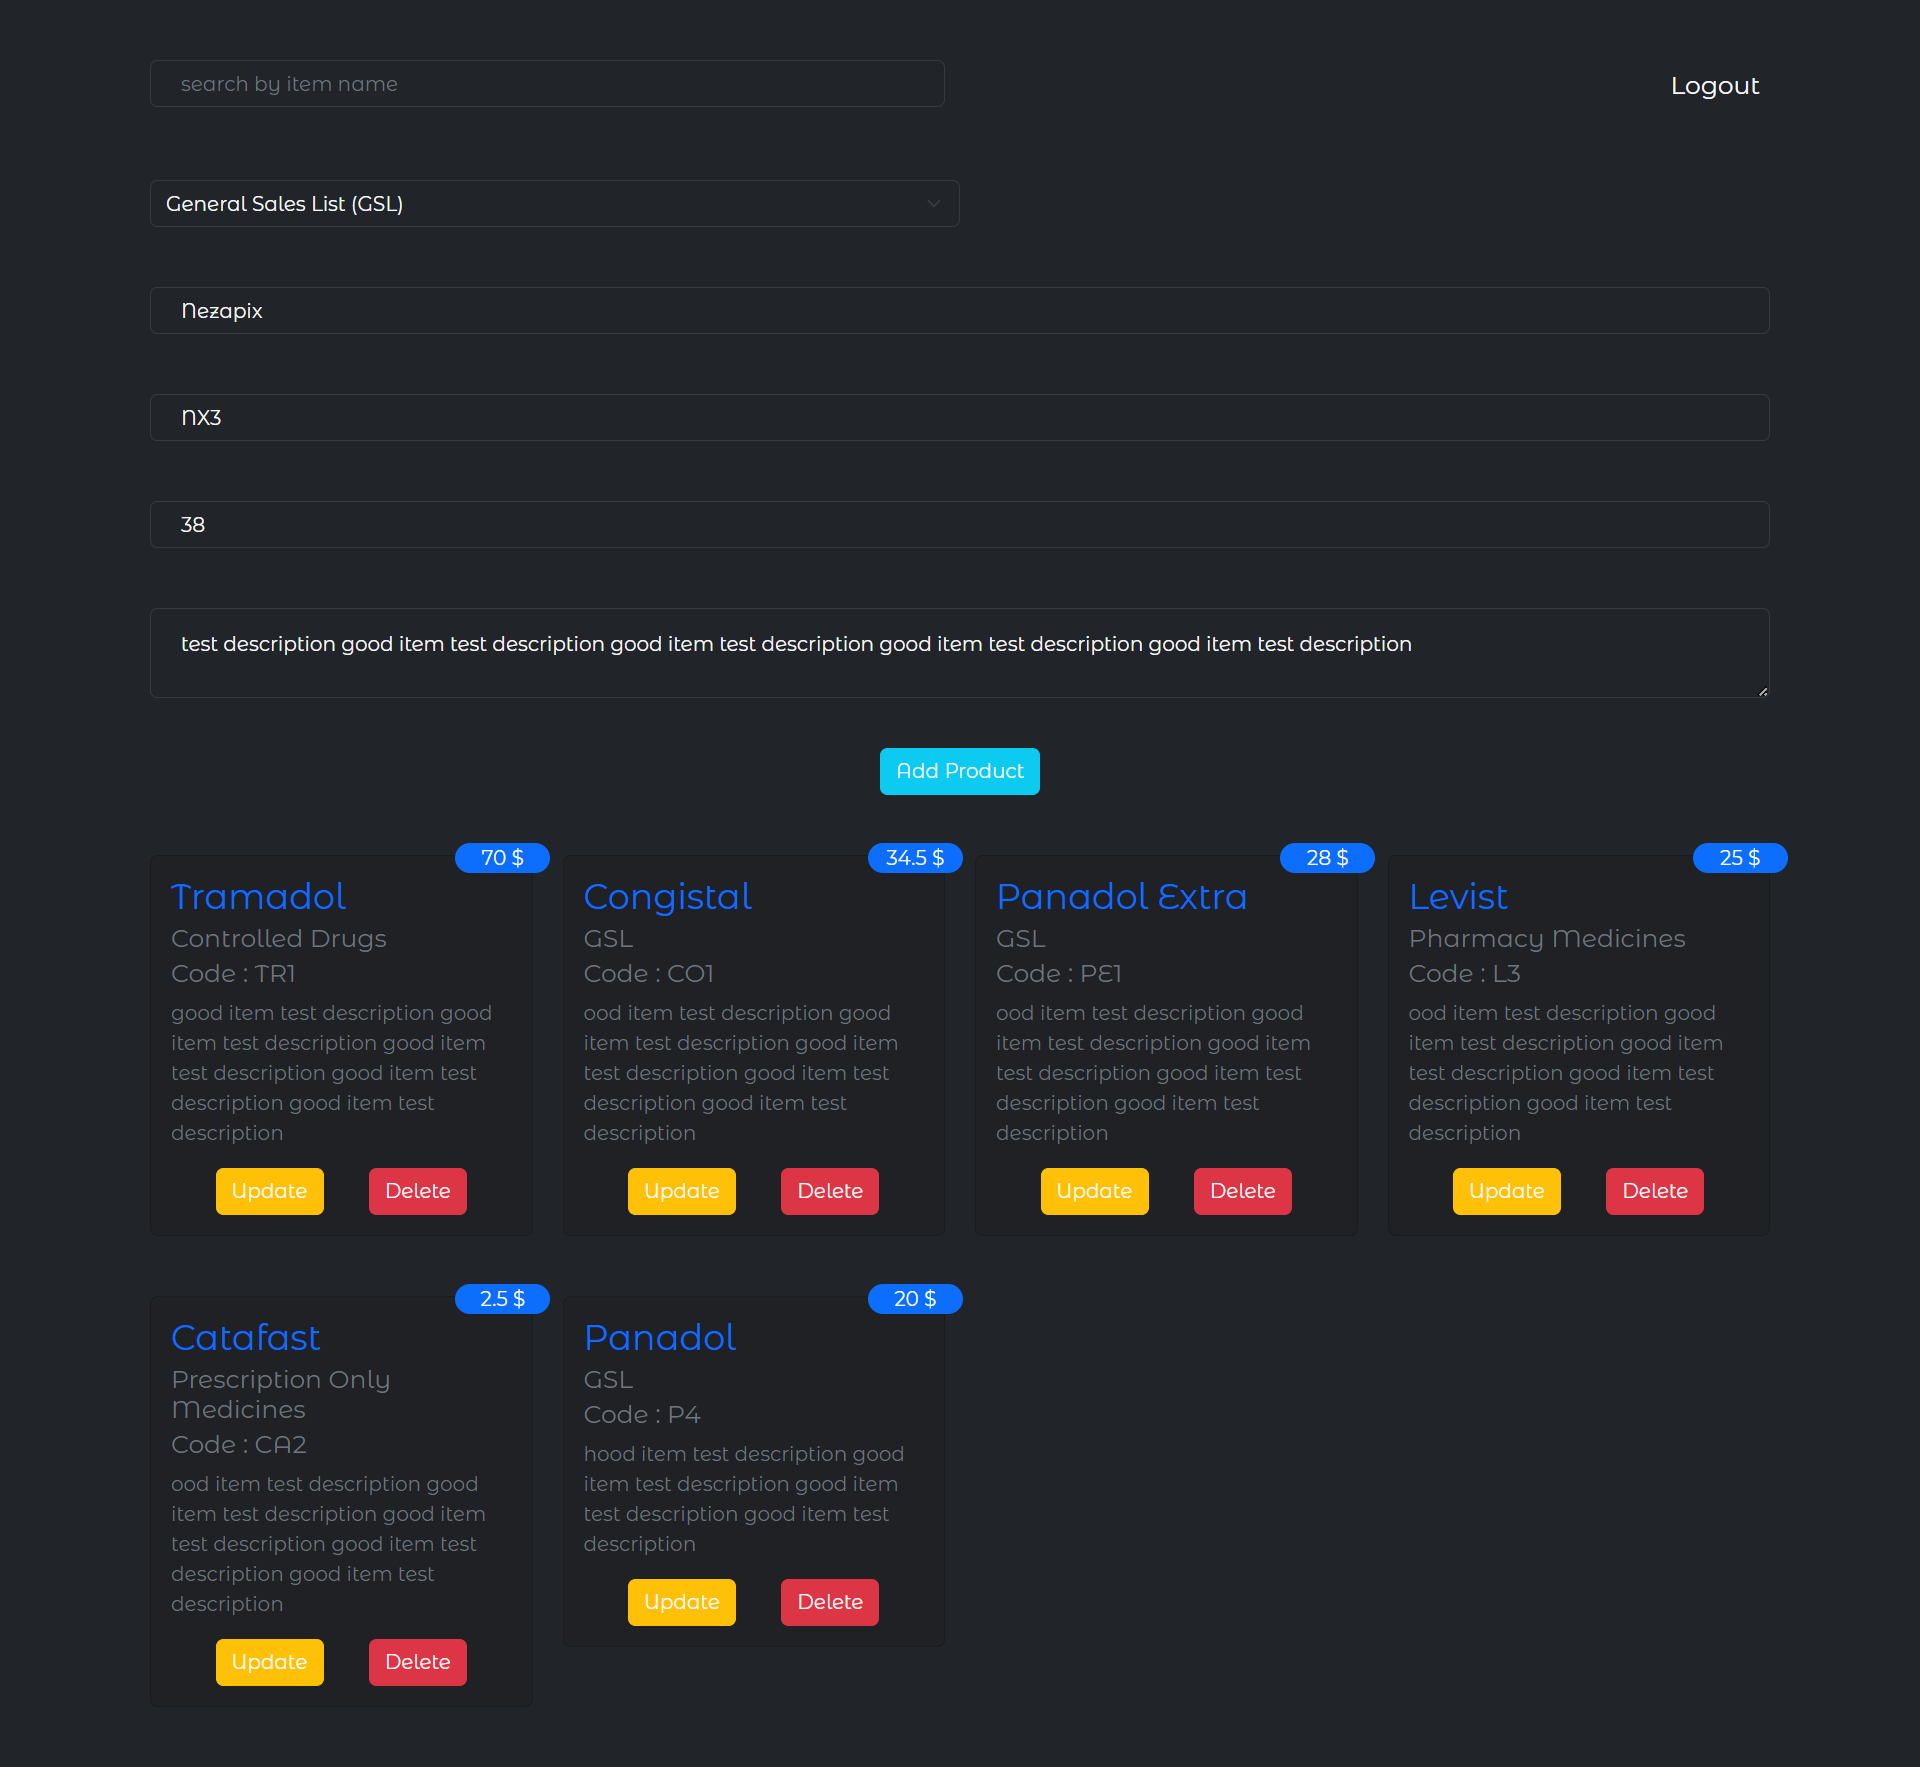 search by item name
Logout
General Sales List (GSL)
Nezapix
NX3
38
test description good item test description good item test description good item test description good item test description
Add Product
70 $
Tramadol
Controlled Drugs
Code : TR1
good item test description good
item test description good item
test description good item test
description good item test
description
Update
Delete
34.5 $
Congistal
GSL
Code : CO1
ood item test description good
item test description good item
test description good item test
description good item test
description
Update
Delete
28 $
Panadol Extra
GSL
Code : PE1
ood item test description good
item test description good item
test description good item test
description good item test
description
Update
Delete
25 $
Levist
Pharmacy Medicines
Code : L3
ood item test description good
item test description good item
test description good item test
description good item test
description
Update
Delete
2.5 $
Catafast
Prescription Only
Medicines
Code : CA2
ood item test description good
item test description good item
test description good item test
description good item test
description
Update
Delete
20 $
Panadol
GSL
Code : P4
hood item test description good
item test description good item
test description good item test
description
Update
Delete